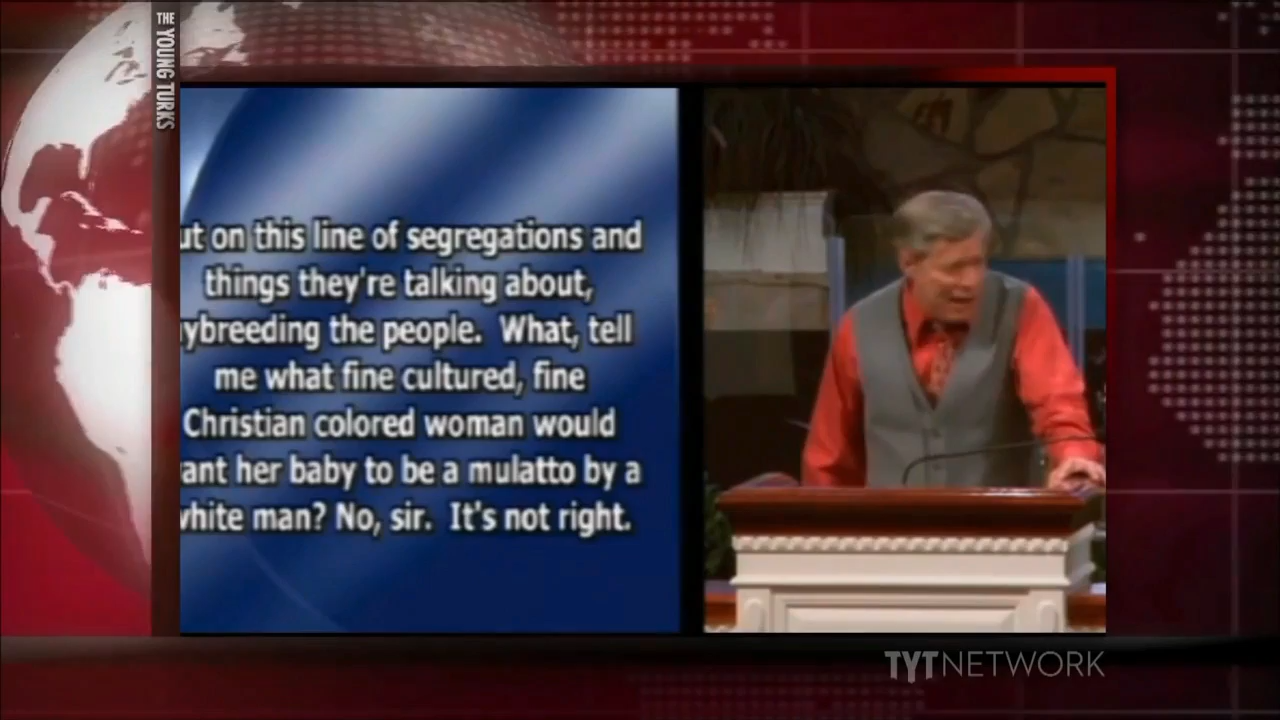 THE YOUNG TURKS
ut on this line of segregations and
things they're talking about,
ybreeding the people. What, tell
me what fine cultured, fine
Christian colored woman would
ant her baby to be a mulatto by a
white man? No, sir. It's not right.
TYTNETWORK